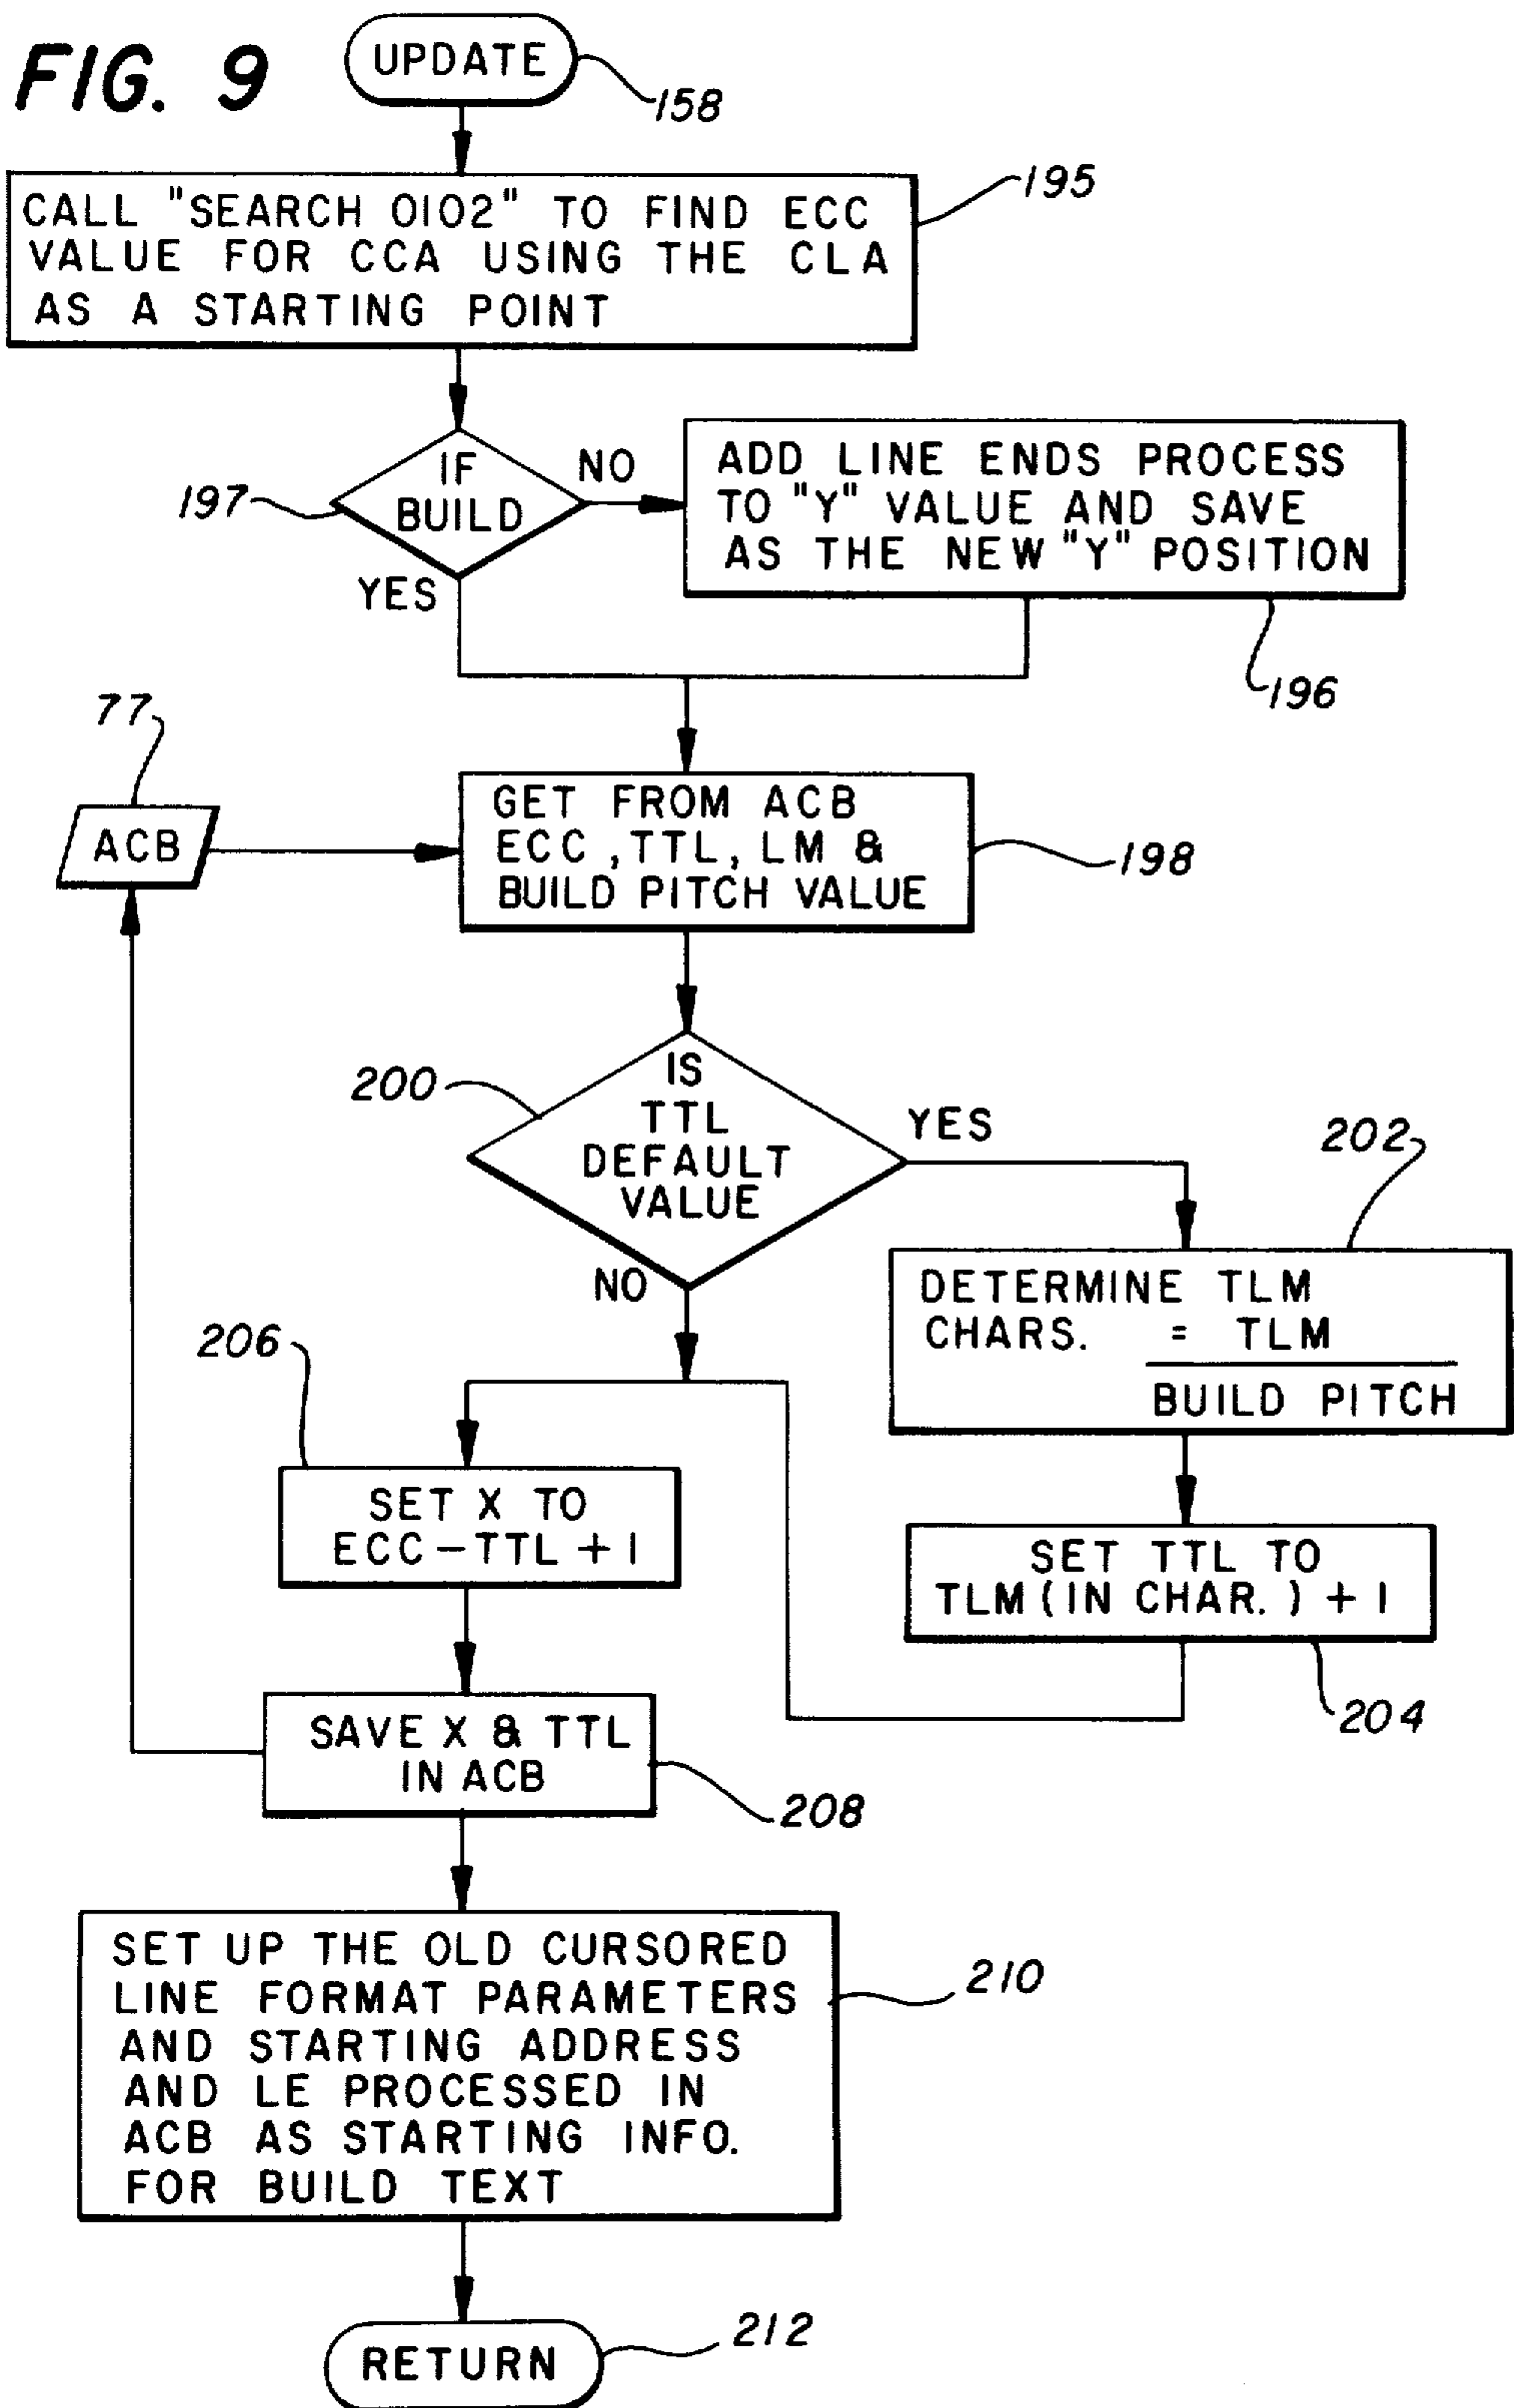 FIG. 9
UPDATE
158
CALL "SEARCH 0102" TO FIND ECC
VALUE FOR CCA USING THE CLA
AS A STARTING POINT
195
IF
BUILD
197
NO
YES
ADD LINE ENDS PROCESS
TO "Y" VALUE AND SAVE
AS THE NEW "Y" POSITION
196
77
ACB
GET FROM ACB
ECC, TTL, LM &
BUILD PITCH VALUE
198
200
IS
TTL
DEFAULT
VALUE
YES
NO
202
DETERMINE TLM
CHARS. = TLM
BUILD PITCH
206
SET X TO
ECC-TTL+1
SET TTL TO
TLM (IN CHAR.) + 1
204
SAVE X & TTL
IN ACB
208
SET UP THE OLD CURSORED
LINE FORMAT PARAMETERS
AND STARTING ADDRESS
AND LE PROCESSED IN
ACB AS STARTING INFO.
FOR BUILD TEXT
210
RETURN
212